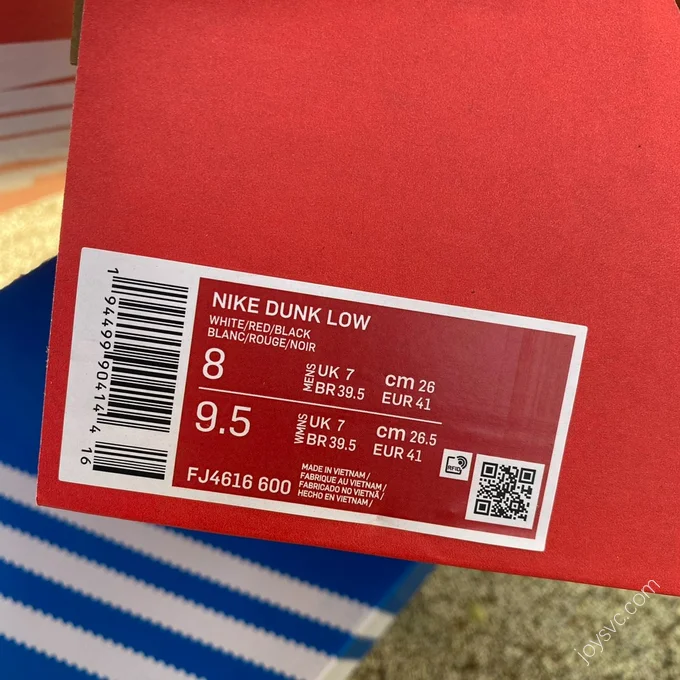 NIKE DUNK LOW
WHITE/RED/BLACK
BLANC/ROUGE/NOIR
8
MENS
UK 7
BR 39.5
cm 26
EUR 41
9.5
WMNS
UK 7
BR 39.5
cm 26.5
EUR 41
FJ4616 600
MADE IN VIETNAM /
FABRIQUE AU VIETNAM /
FABRICADO NO VIETNÃ /
HECHO EN VIETNAM /
RFID
1 94499 90414 4 16
joysvc.com